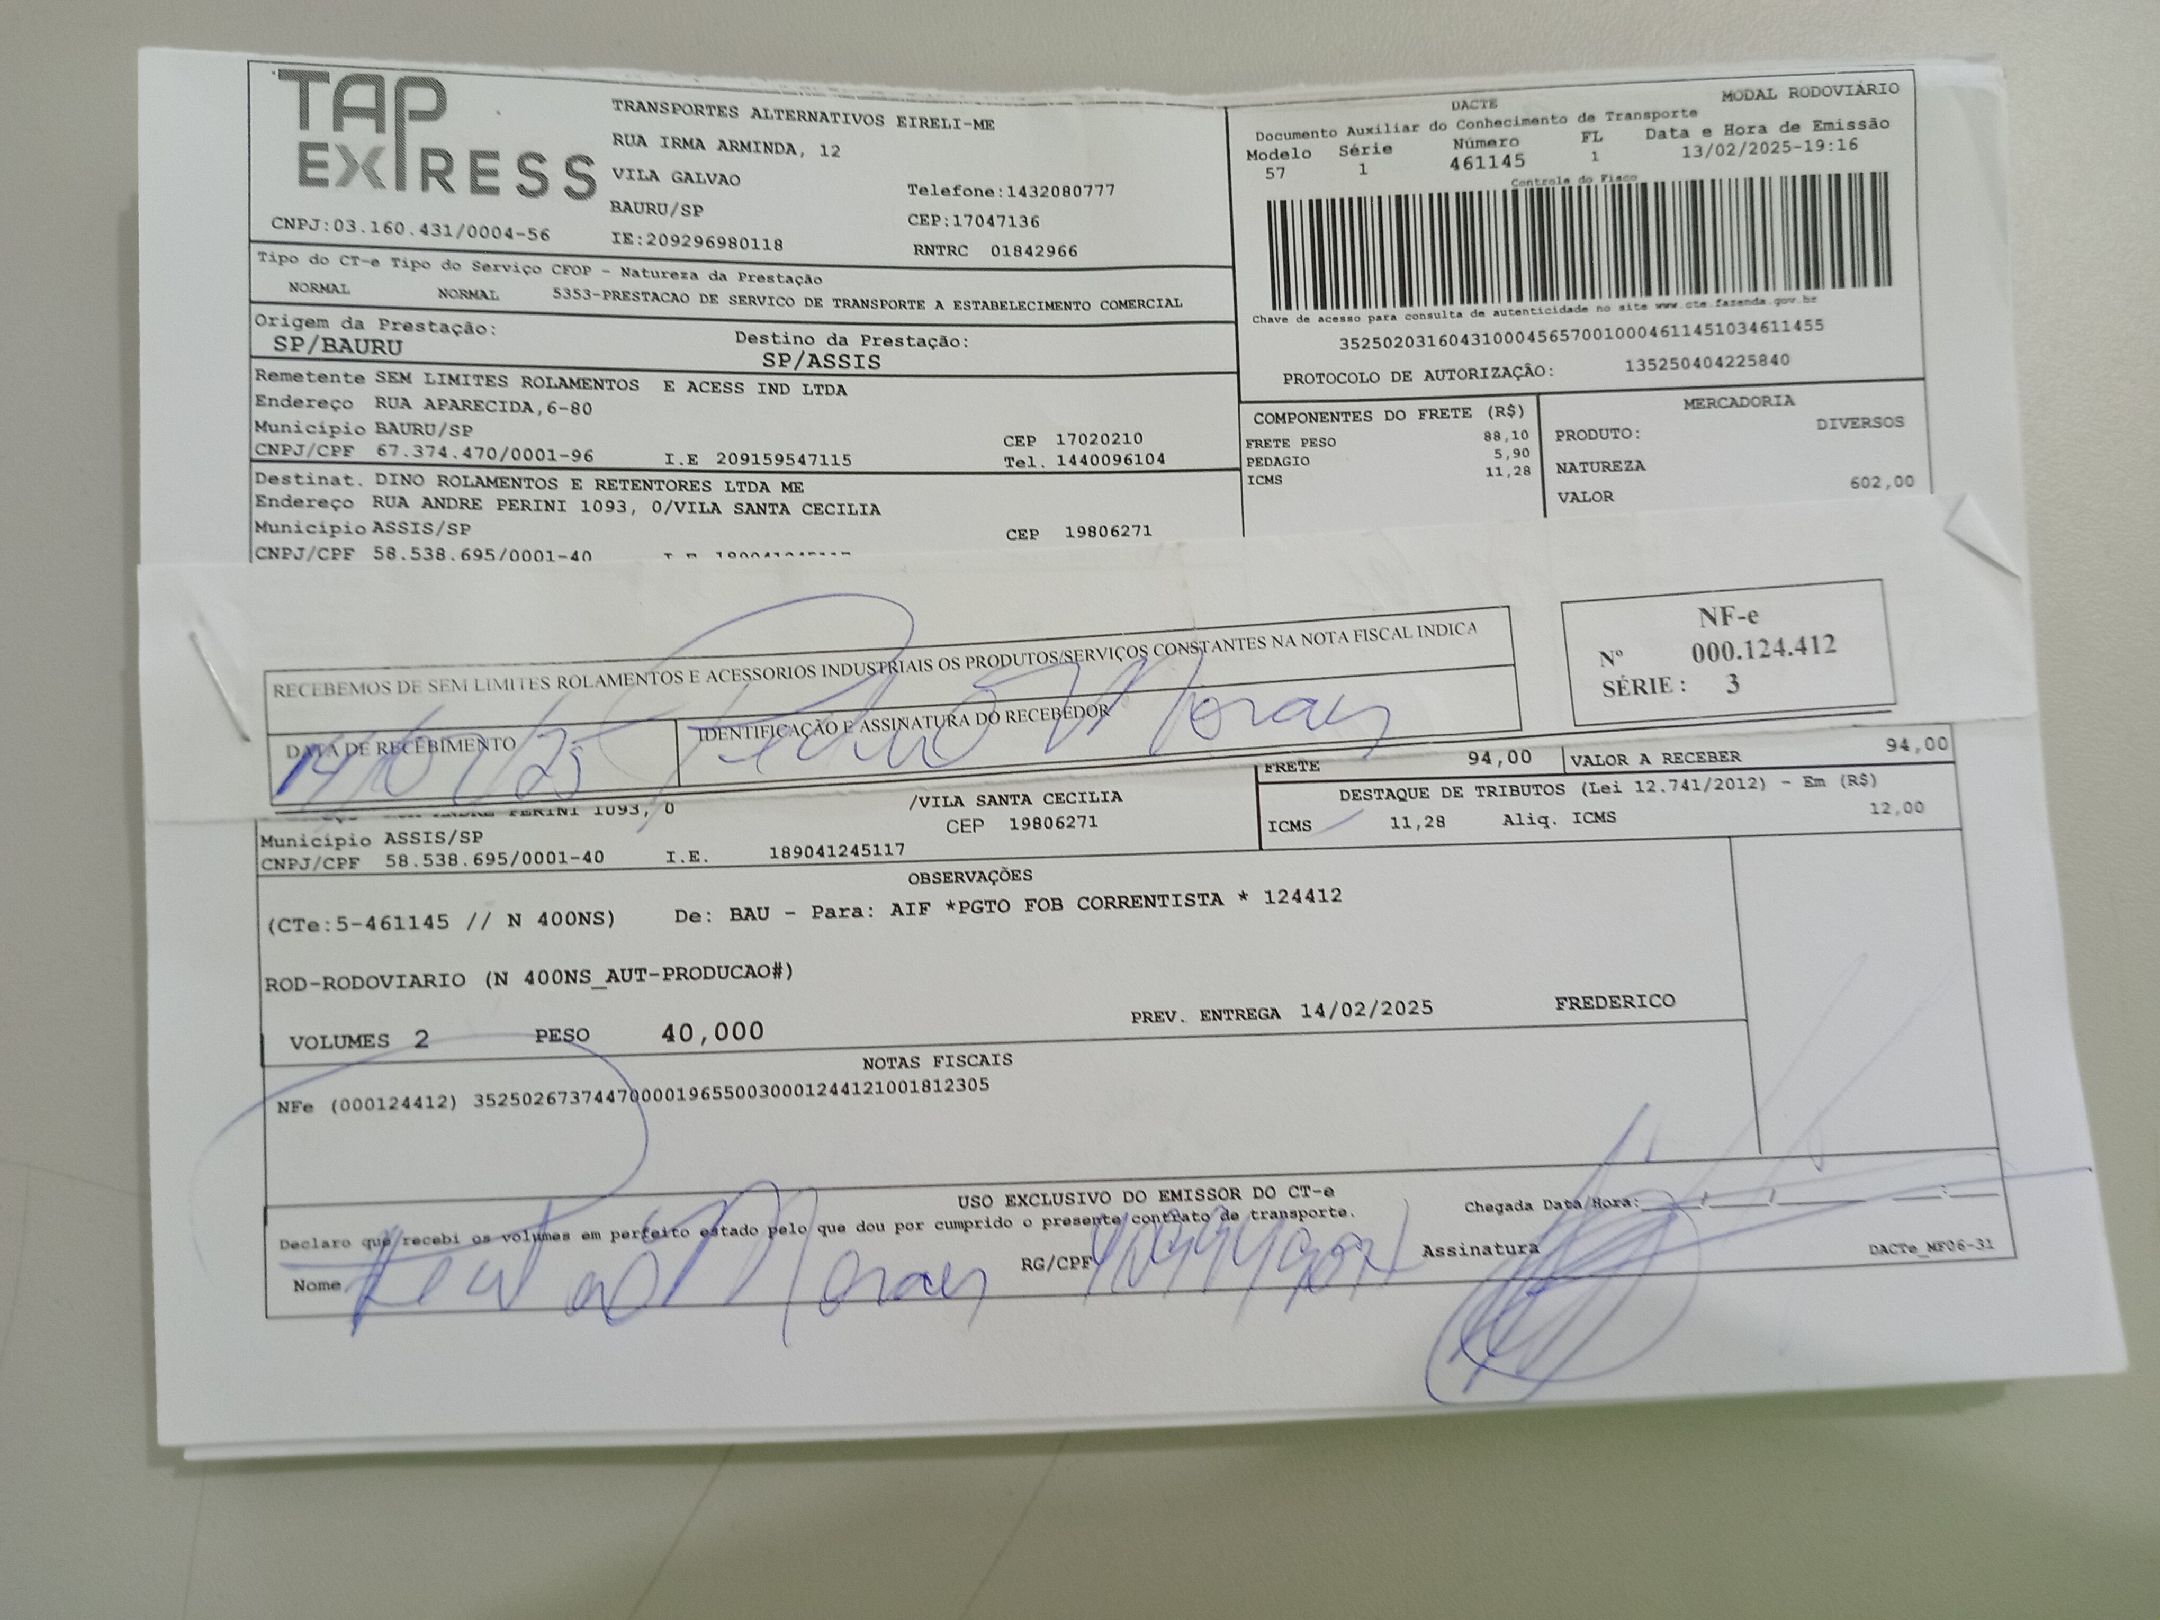 TAP EXPRESS
TRANSPORTES ALTERNATIVOS EIRELI-ME
RUA IRMA ARMINDA, 12
VILA GALVAO
BAURU/SP
Telefone:1432080777
CEP:17047136
CNPJ:03.160.431/0004-56
IE:209296980118
RNTRC 01842966
DACTE
MODAL RODOVIÁRIO
Documento Auxiliar do Conhecimento de Transporte
Modelo Série Número FL Data e Hora de Emissão
57 1 461145 1 13/02/2025-19:16
Controle do Fisco
Chave de acesso para consulta de autenticidade no site www.cte.fazenda.gov.br
35250203160431000456570010004611451034611455
PROTOCOLO DE AUTORIZAÇÃO: 135250404225840
Tipo do CT-e Tipo do Serviço CFOP - Natureza da Prestação
NORMAL NORMAL 5353-PRESTACAO DE SERVICO DE TRANSPORTE A ESTABELECIMENTO COMERCIAL
Origem da Prestação: Destino da Prestação:
SP/BAURU SP/ASSIS
Remetente SEM LIMITES ROLAMENTOS E ACESS IND LTDA
Endereço RUA APARECIDA,6-80
Município BAURU/SP CEP 17020210
CNPJ/CPF 67.374.470/0001-96 I.E 209159547115 Tel. 1440096104
Destinat. DINO ROLAMENTOS E RETENTORES LTDA ME
Endereço RUA ANDRE PERINI 1093, 0/VILA SANTA CECILIA
Município ASSIS/SP CEP 19806271
CNPJ/CPF 58.538.695/0001-40
COMPONENTES DO FRETE (R$)
FRETE PESO 88,10
PEDAGIO 5,90
ICMS 11,28
MERCADORIA
PRODUTO: DIVERSOS
NATUREZA
VALOR 602,00
RECEBEMOS DE SEM LIMITES ROLAMENTOS E ACESSORIOS INDUSTRIAIS OS PRODUTOS/SERVIÇOS CONSTANTES NA NOTA FISCAL INDICA
DATA DE RECEBIMENTO
IDENTIFICAÇÃO E ASSINATURA DO RECEBEDOR
NF-e
Nº 000.124.412
SÉRIE: 3
FRETE 94,00 VALOR A RECEBER 94,00
DESTAQUE DE TRIBUTOS (Lei 12.741/2012) - Em (R$)
ICMS 11,28 Aliq. ICMS 12,00
PERINI 1093, 0 /VILA SANTA CECILIA
Município ASSIS/SP CEP 19806271
CNPJ/CPF 58.538.695/0001-40 I.E. 189041245117
OBSERVAÇÕES
(CTe:5-461145 // N 400NS) De: BAU - Para: AIF *PGTO FOB CORRENTISTA * 124412
ROD-RODOVIARIO (N 400NS_AUT-PRODUCAO#)
VOLUMES 2 PESO 40,000 PREV. ENTREGA 14/02/2025 FREDERICO
NOTAS FISCAIS
NFe (000124412) 35250267374470000196550030001244121001812305
USO EXCLUSIVO DO EMISSOR DO CT-e
Declaro que recebi os volumes em perfeito estado pelo que dou por cumprido o presente contrato de transporte.
Chegada Data/Hora:
Nome RG/CPF Assinatura
DACTe_MF06-31